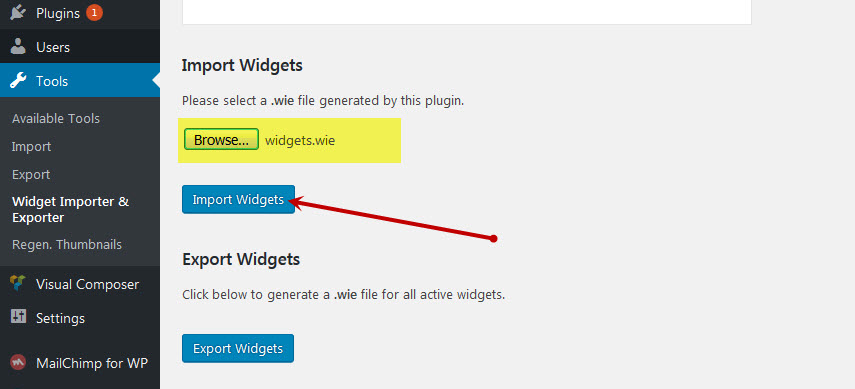 Plugins 1
Users
Tools
Available Tools
Import
Export
Widget Importer &
Exporter
Regen. Thumbnails
Visual Composer
Settings
MailChimp for WP
Import Widgets
Please select a .wie file generated by this plugin.
Browse... widgets.wie
Import Widgets
Export Widgets
Click below to generate a .wie file for all active widgets.
Export Widgets